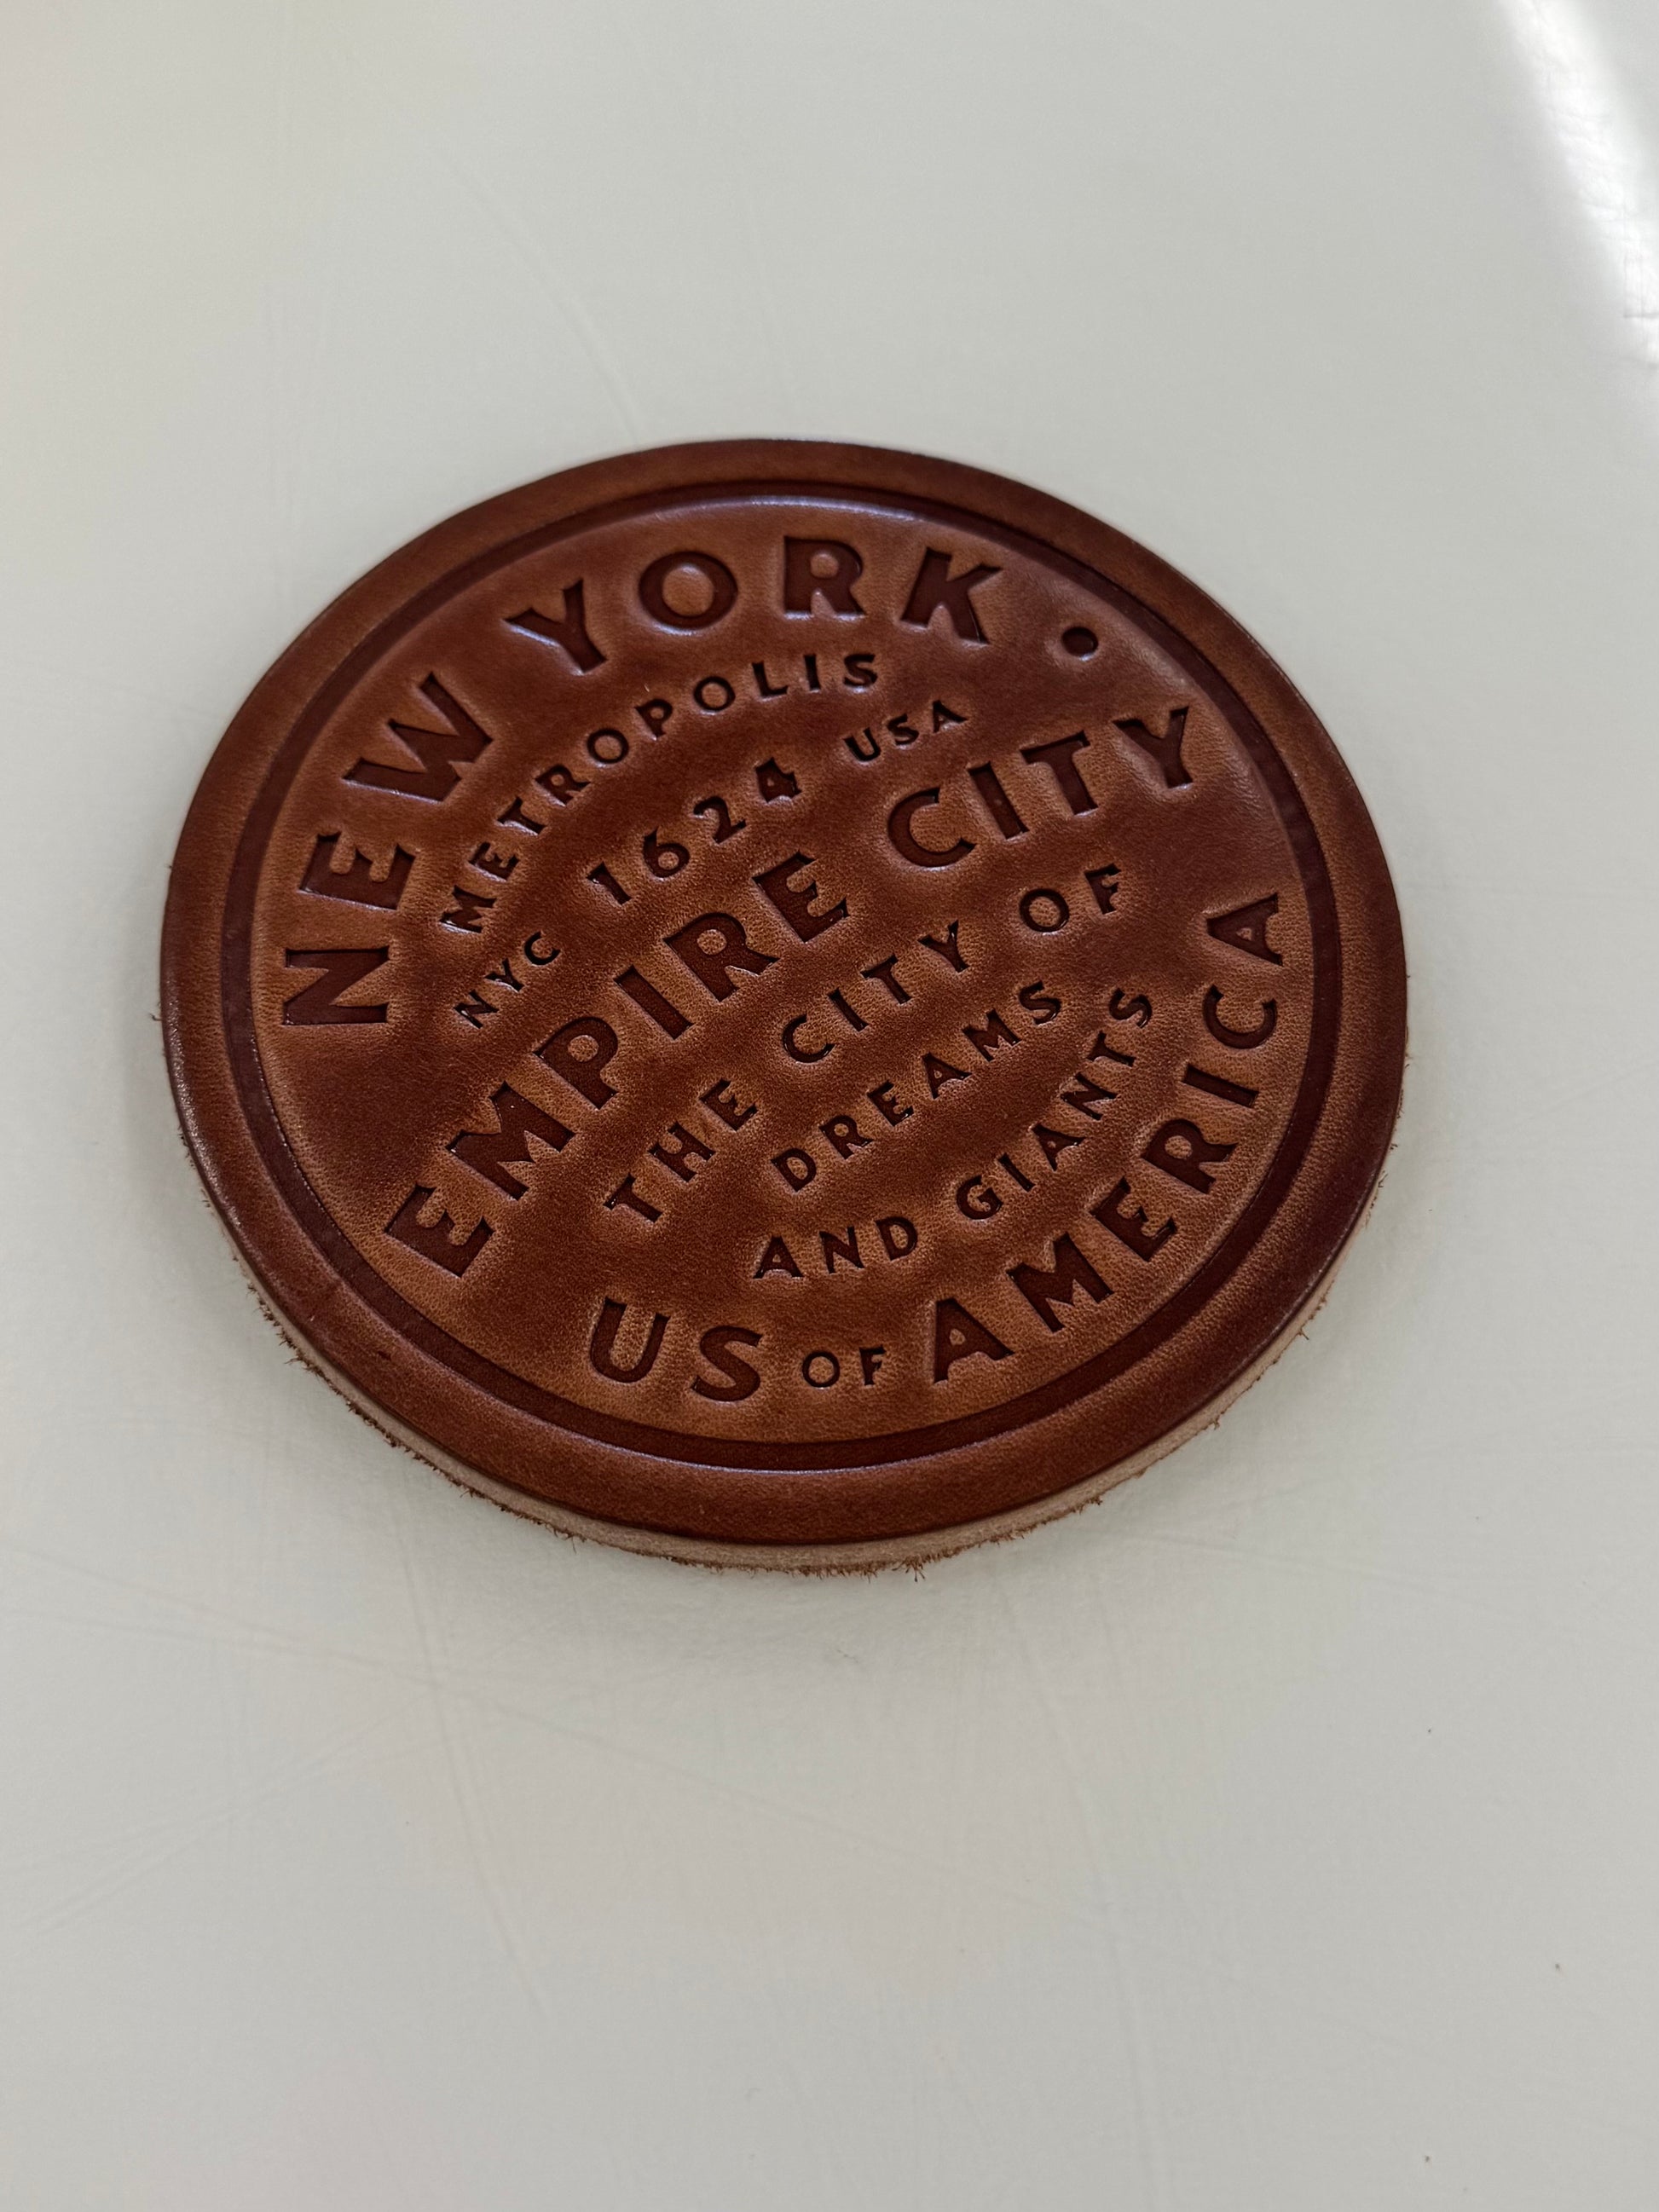 NEW YORK •
METROPOLIS
NYC 1624 USA
EMPIRE CITY
THE CITY OF
DREAMS
AND GIANTS
US OF AMERICA